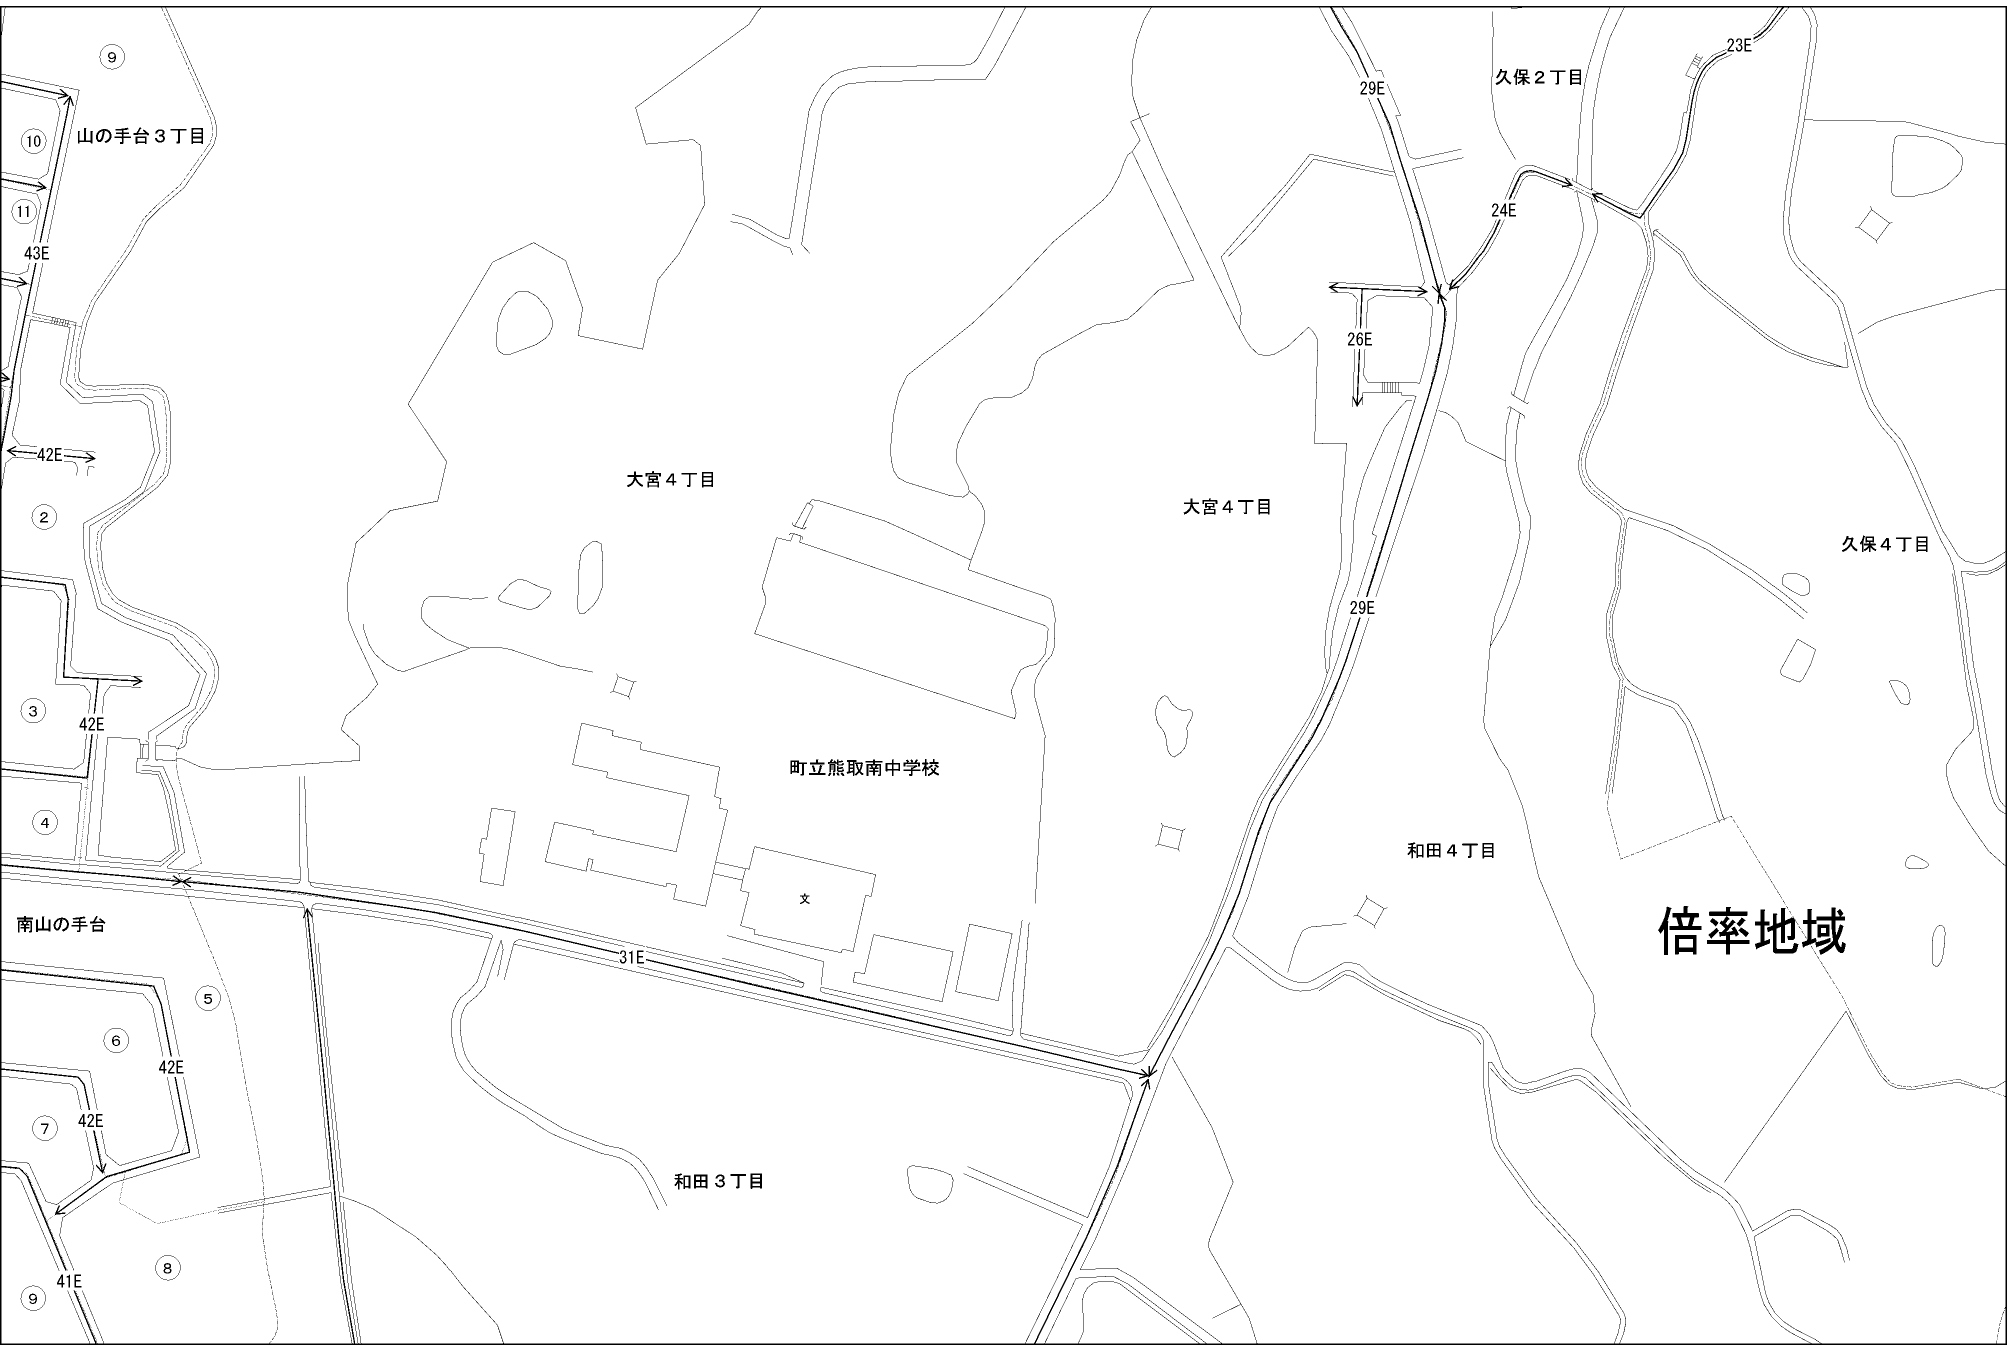 23E
⑨
久保２丁目
29E
山の手台３丁目
⑩
⑪
24E
43E
26E
42E
大宮４丁目
大宮４丁目
②
久保４丁目
29E
③
42E
町立熊取南中学校
④
和田４丁目
文
南山の手台
倍率地域
31E
⑤
⑥
42E
42E
⑦
和田３丁目
⑧
41E
⑨